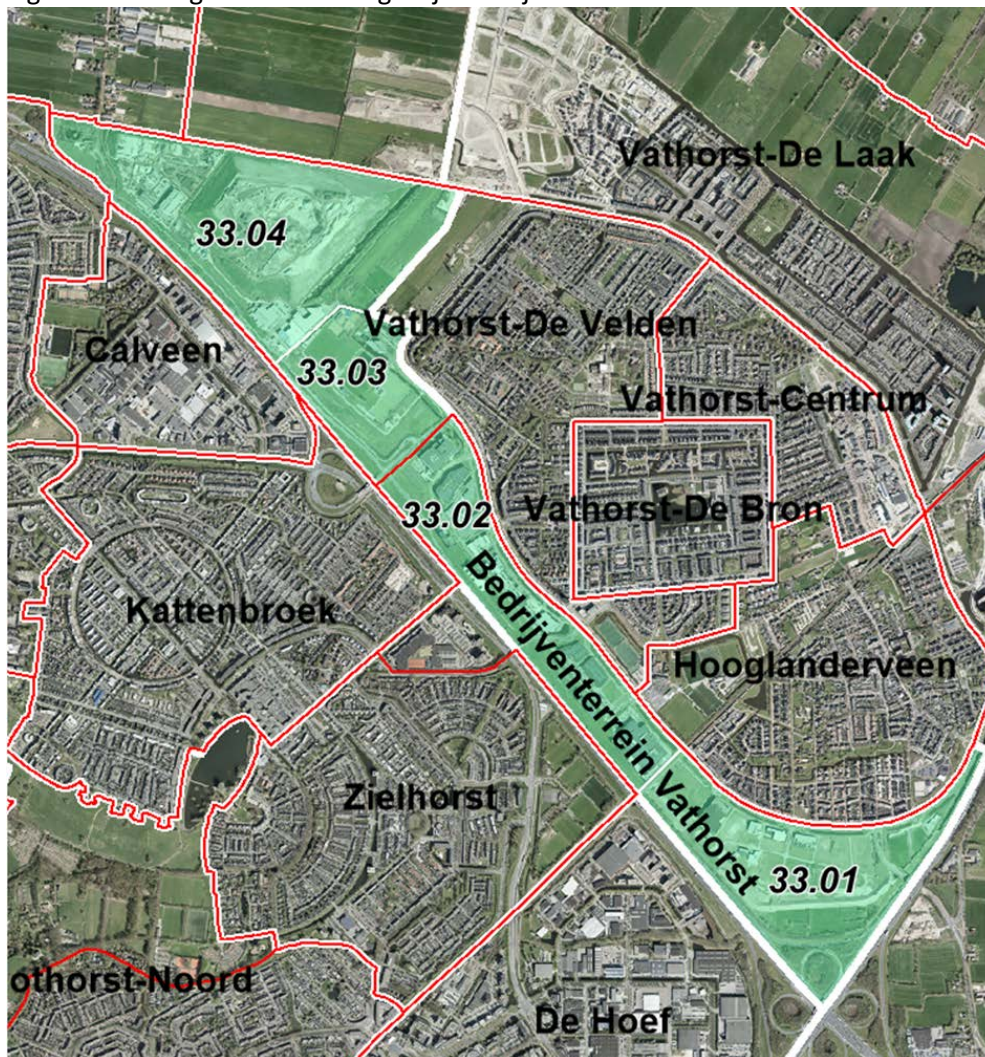 Vathorst-De Laak
33.04
Vathorst-De Velden
Calveen
33.03
Vathorst-Centrum
33.02
Vathorst-De Bron
Bedrijventerrein Vathorst
Kattenbroek
Hooglanderveen
Zielhorst
33.01
othorst-Noord
De Hoef